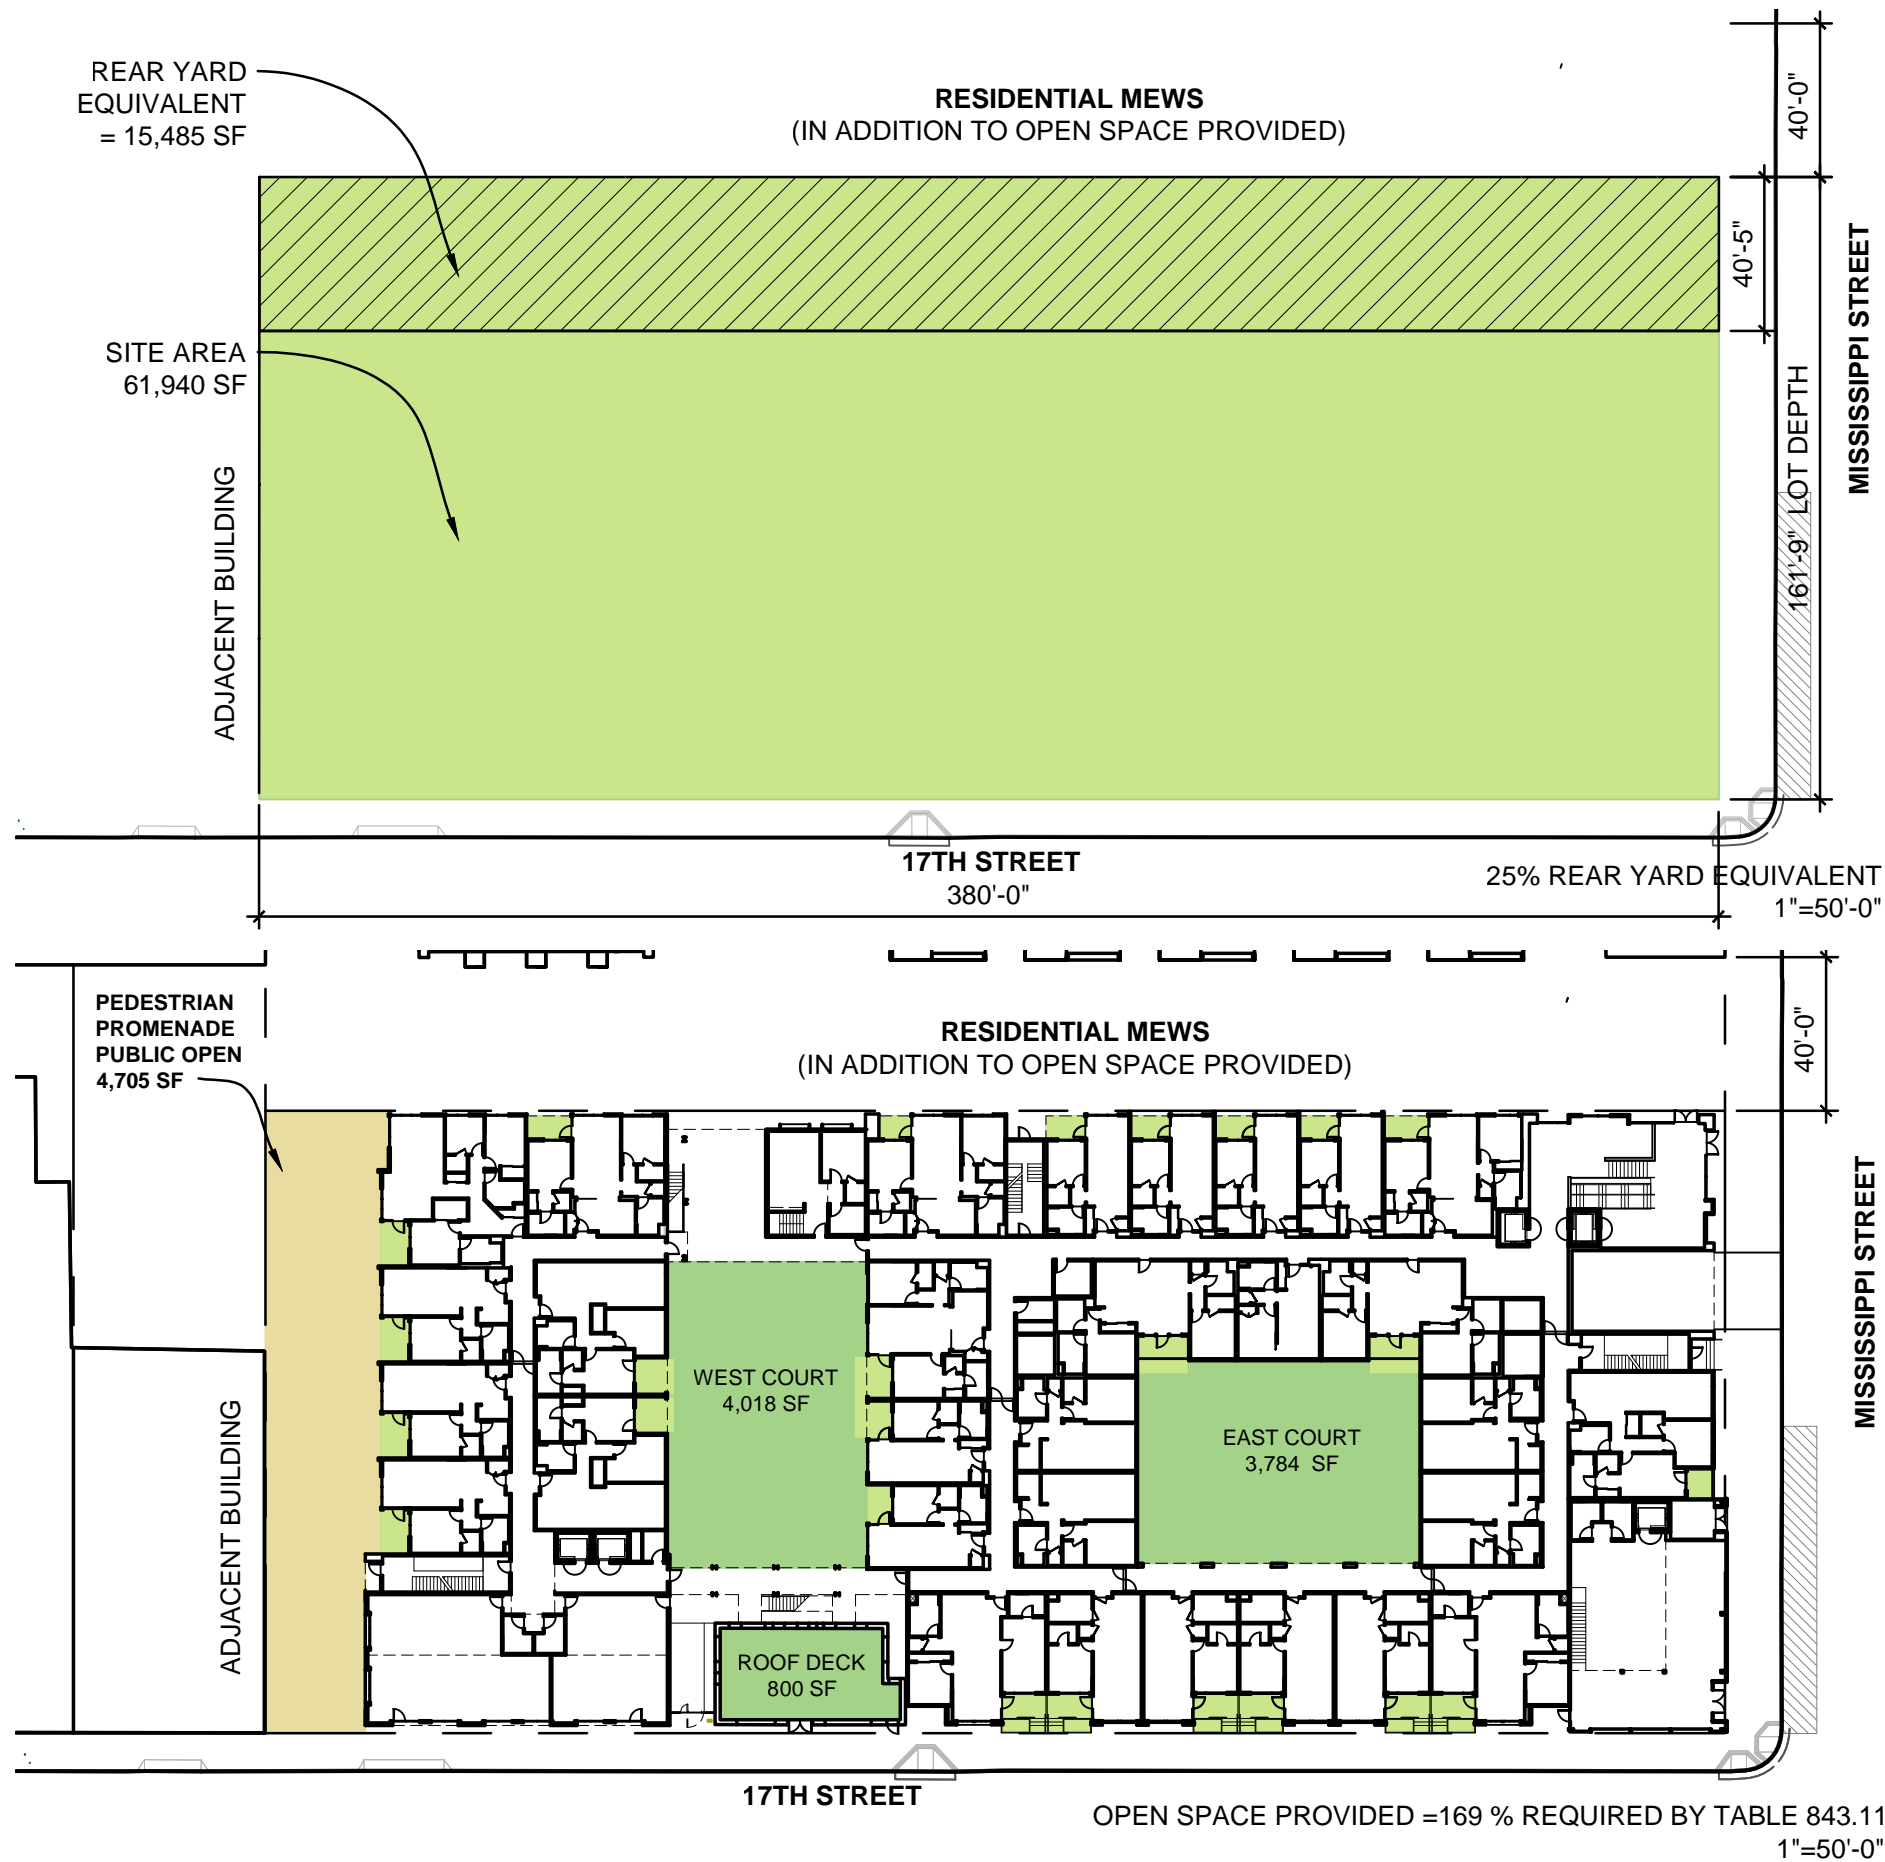 REAR YARD
EQUIVALENT
= 15,485 SF
RESIDENTIAL MEWS
(IN ADDITION TO OPEN SPACE PROVIDED)
40'-0"
40'-5"
MISSISSIPPI STREET
161'-9" LOT DEPTH
SITE AREA
61,940 SF
ADJACENT BUILDING
17TH STREET
380'-0"
25% REAR YARD EQUIVALENT
1"=50'-0"
PEDESTRIAN
PROMENADE
PUBLIC OPEN
4,705 SF
RESIDENTIAL MEWS
(IN ADDITION TO OPEN SPACE PROVIDED)
40'-0"
MISSISSIPPI STREET
WEST COURT
4,018 SF
EAST COURT
3,784 SF
ADJACENT BUILDING
ROOF DECK
800 SF
17TH STREET
OPEN SPACE PROVIDED =169 % REQUIRED BY TABLE 843.11
1"=50'-0"